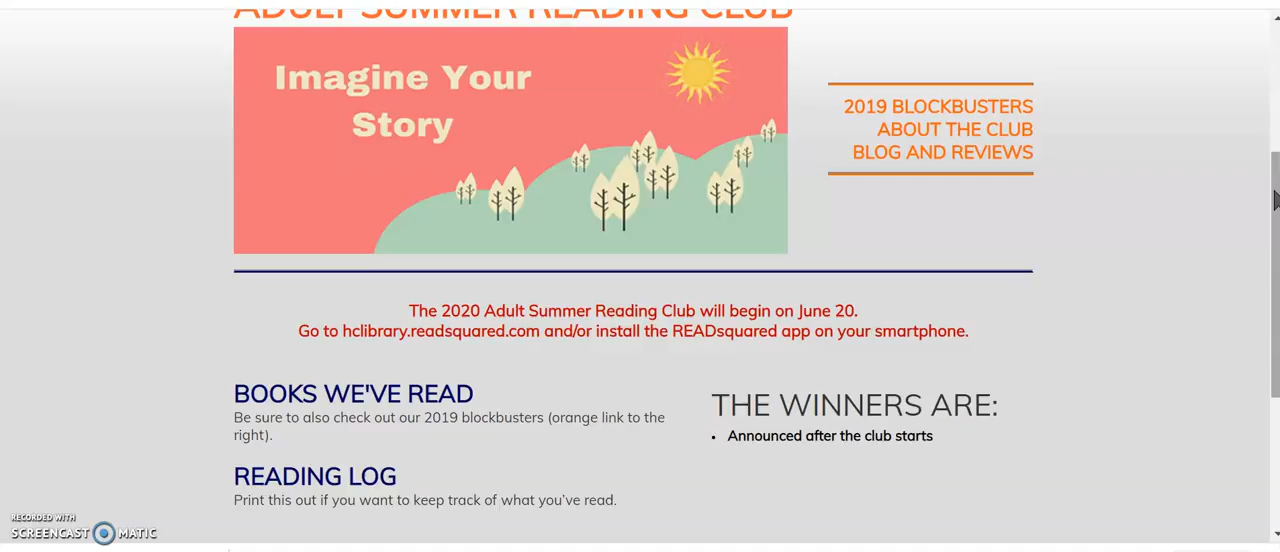 ADULT SUMMER READING CLUB
Imagine Your
Story
2019 BLOCKBUSTERS
ABOUT THE CLUB
BLOG AND REVIEWS
The 2020 Adult Summer Reading Club will begin on June 20.
Go to hclibrary.readsquared.com and/or install the READsquared app on your smartphone.
BOOKS WE'VE READ
Be sure to also check out our 2019 blockbusters (orange link to the
right).
READING LOG
Print this out if you want to keep track of what you’ve read.
THE WINNERS ARE:
• Announced after the club starts
RECORDED WITH
SCREENCAST MATIC